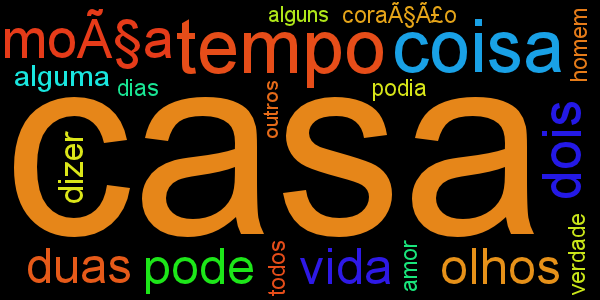 alguns
coraÃ§Ã£o
moÃ§a
tempo
coisa
homem
alguma
dias
podia
outros
casa
dizer
dois
duas
pode
todos
vida
amor
olhos
verdade